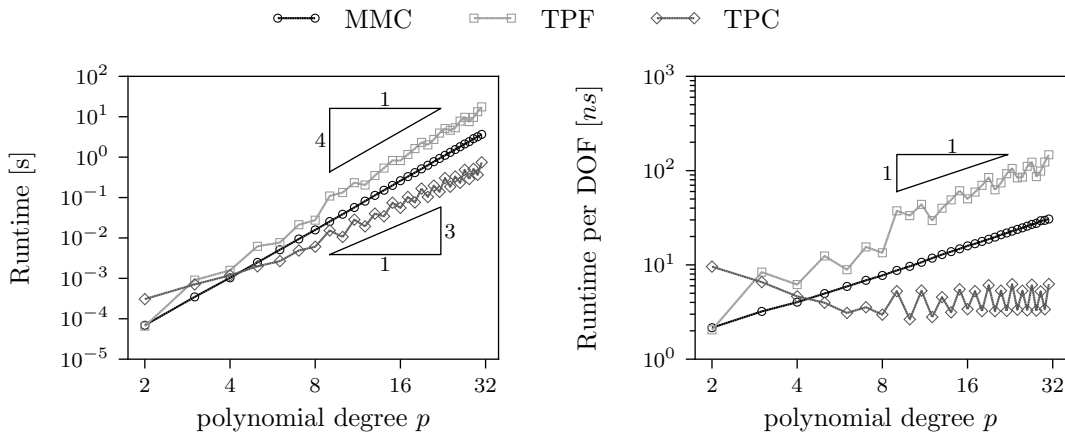 MMC TPF TPC
Runtime [s]
10^2
10^1
10^0
10^−1
10^−2
10^−3
10^−4
10^−5
1
4
3
1
2 4 8 16 32
polynomial degree p
Runtime per DOF [ns]
10^3
10^2
10^1
10^0
1
1
2 4 8 16 32
polynomial degree p